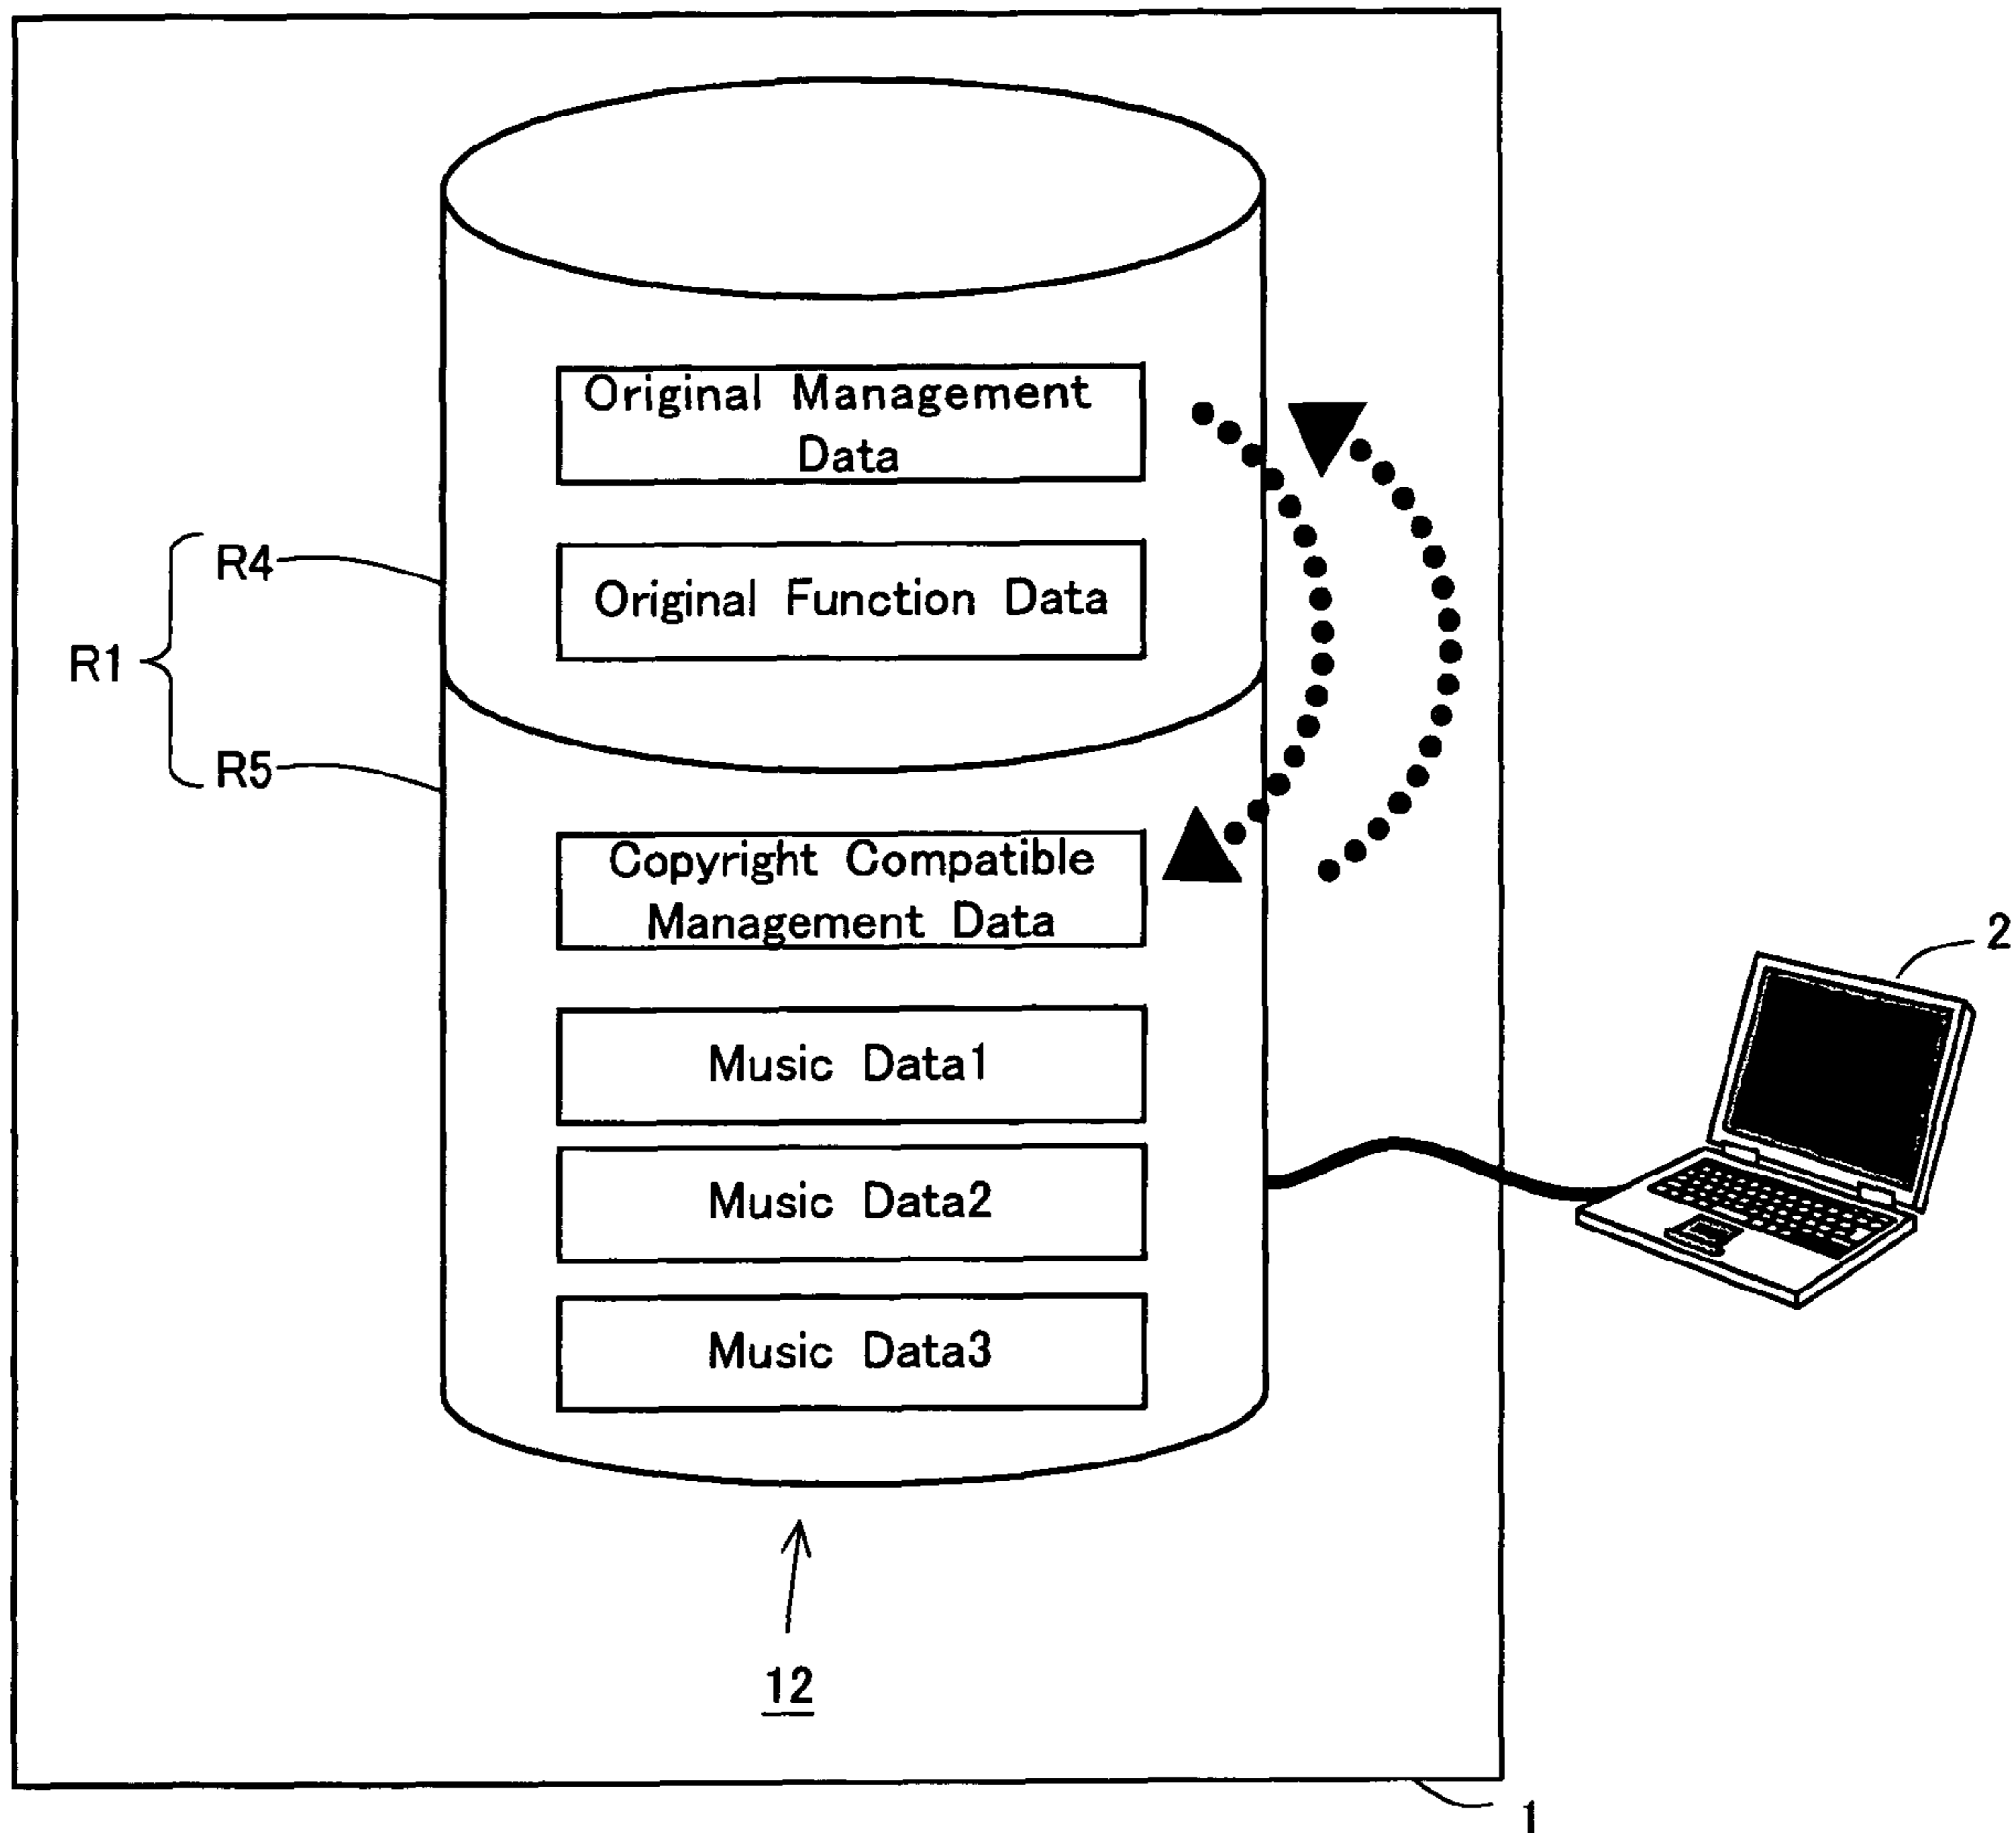 Original Management
Data
R4
Original Function Data
R1
R5
Copyright Compatible
Management Data
2
Music Data1
Music Data2
Music Data3
12
1